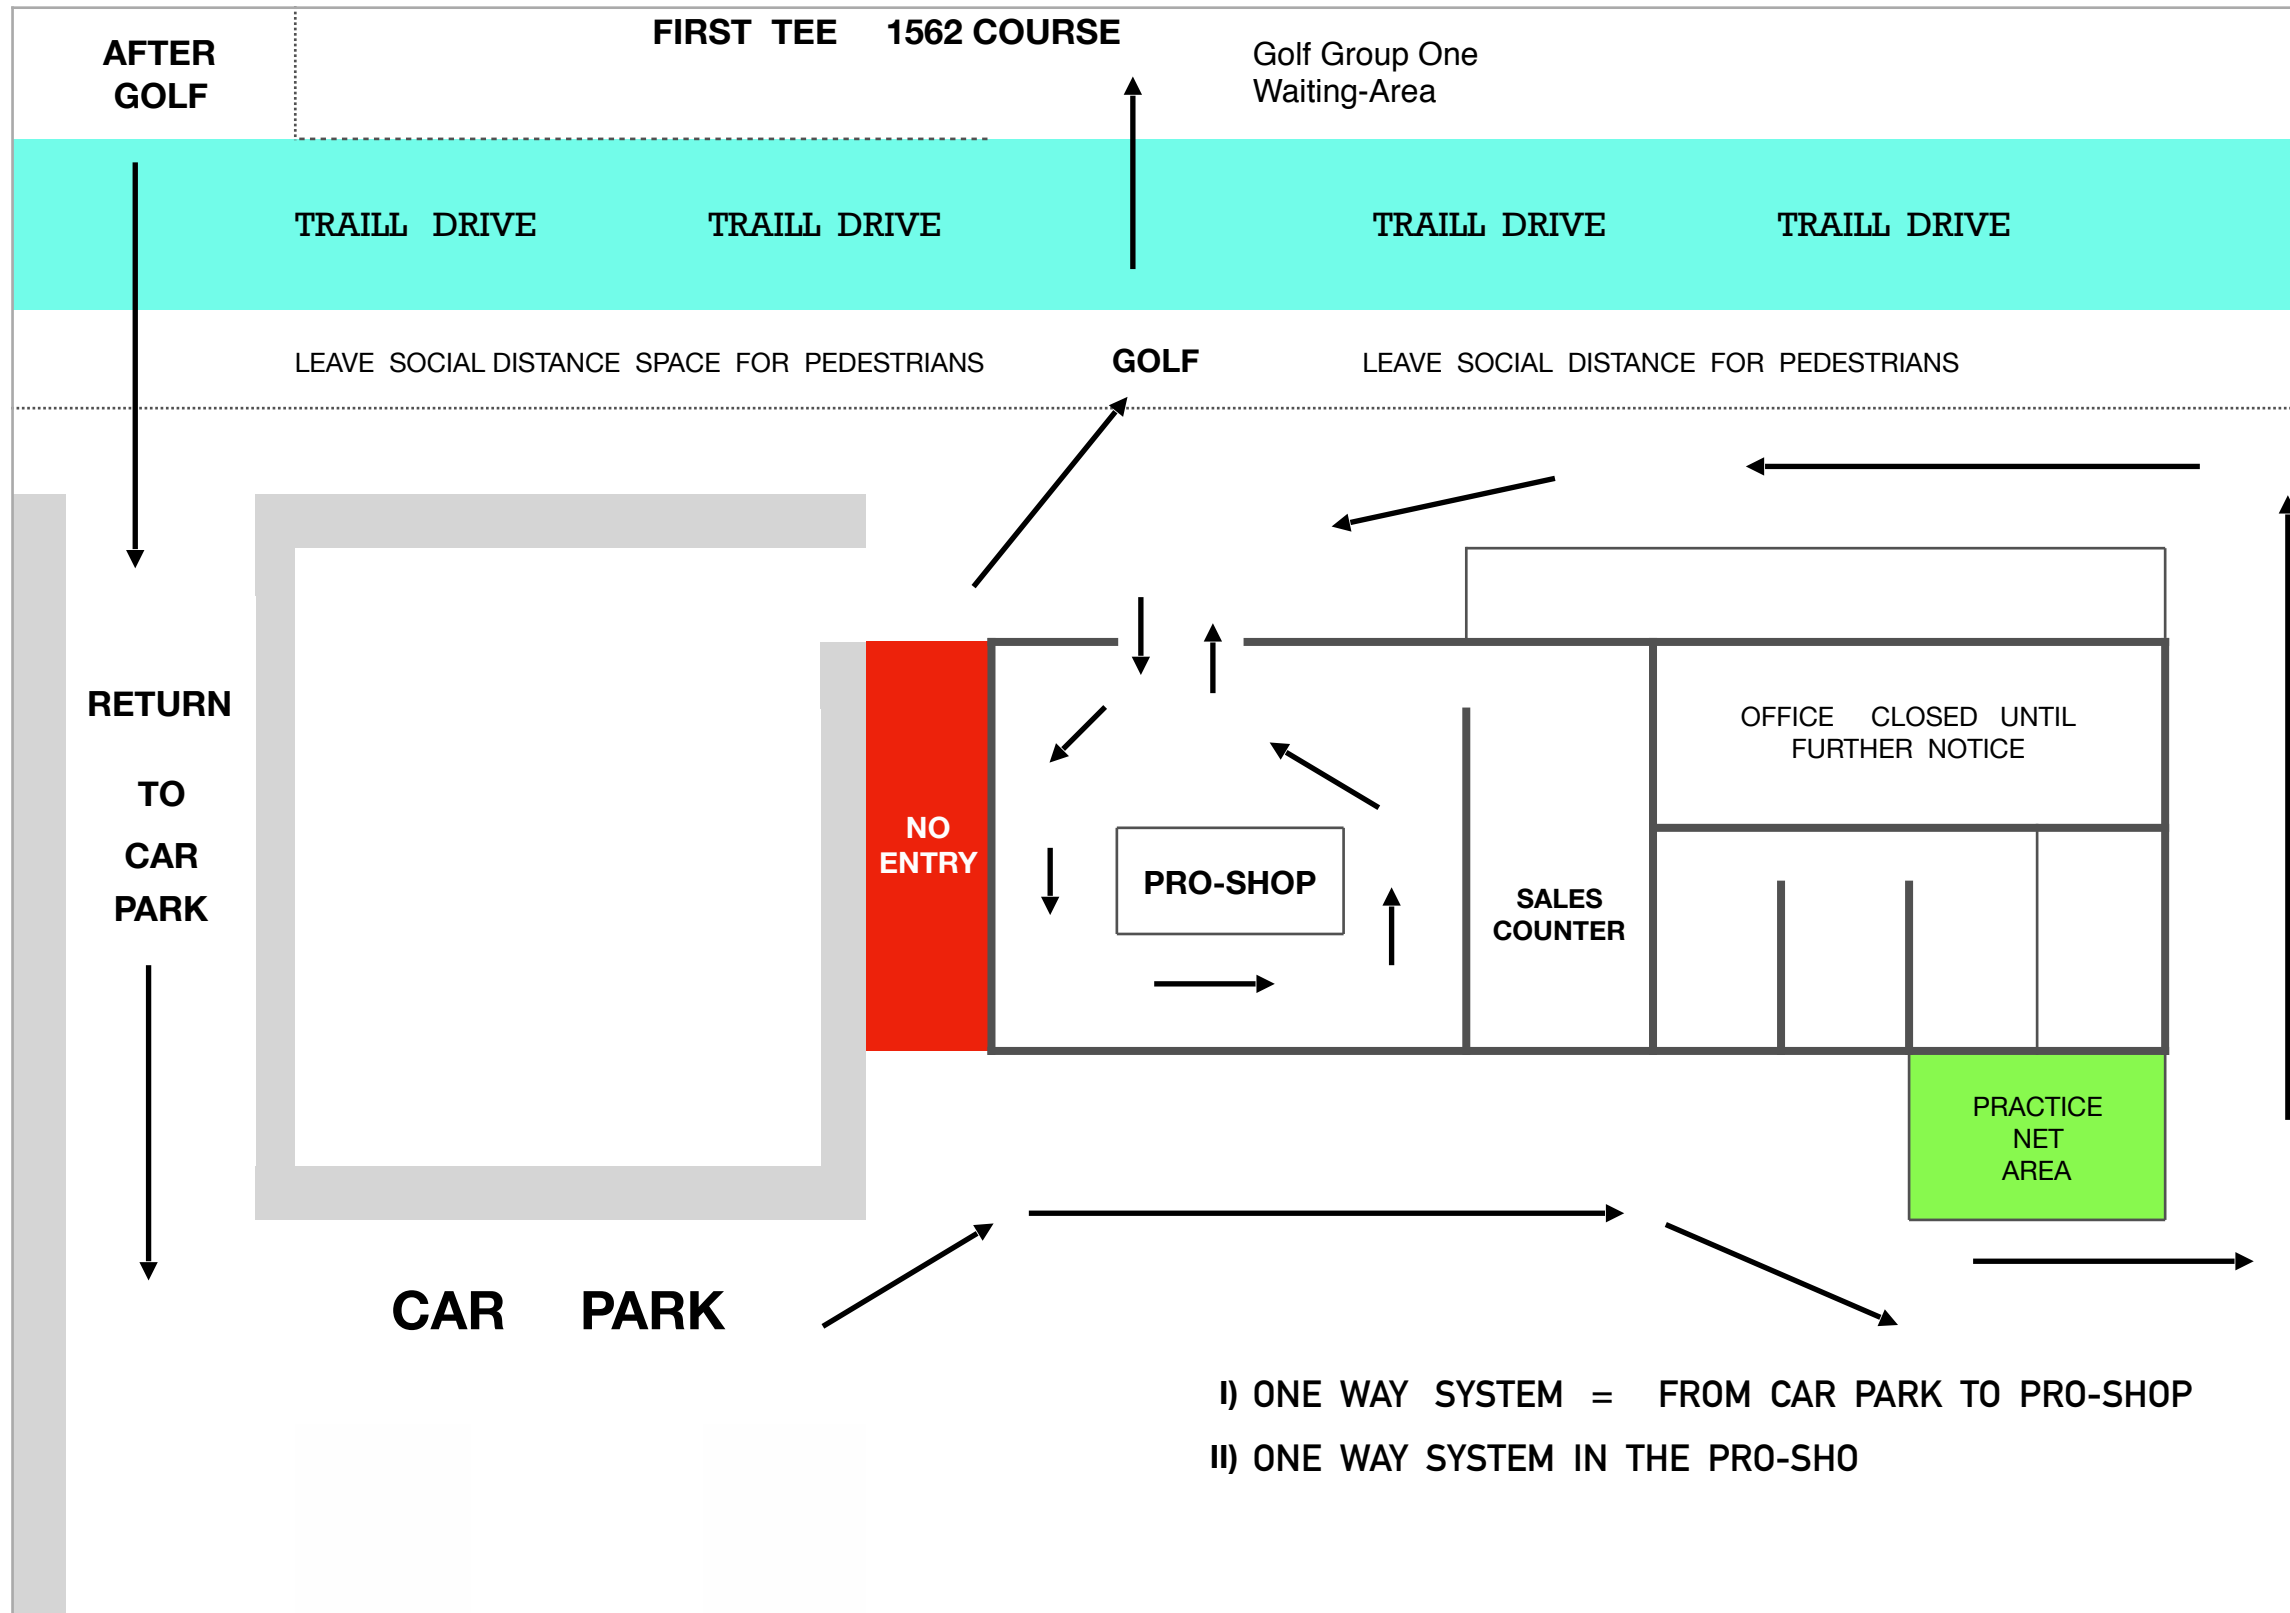 AFTER
GOLF
FIRST TEE 1562 COURSE
Golf Group One
Waiting-Area
TRAILL DRIVE TRAILL DRIVE TRAILL DRIVE TRAILL DRIVE
LEAVE SOCIAL DISTANCE SPACE FOR PEDESTRIANS
GOLF
LEAVE SOCIAL DISTANCE FOR PEDESTRIANS
RETURN
TO
CAR
PARK
NO
ENTRY
PRO-SHOP
SALES
COUNTER
OFFICE CLOSED UNTIL
FURTHER NOTICE
PRACTICE
NET
AREA
CAR PARK
I) ONE WAY SYSTEM = FROM CAR PARK TO PRO-SHOP
II) ONE WAY SYSTEM IN THE PRO-SHO